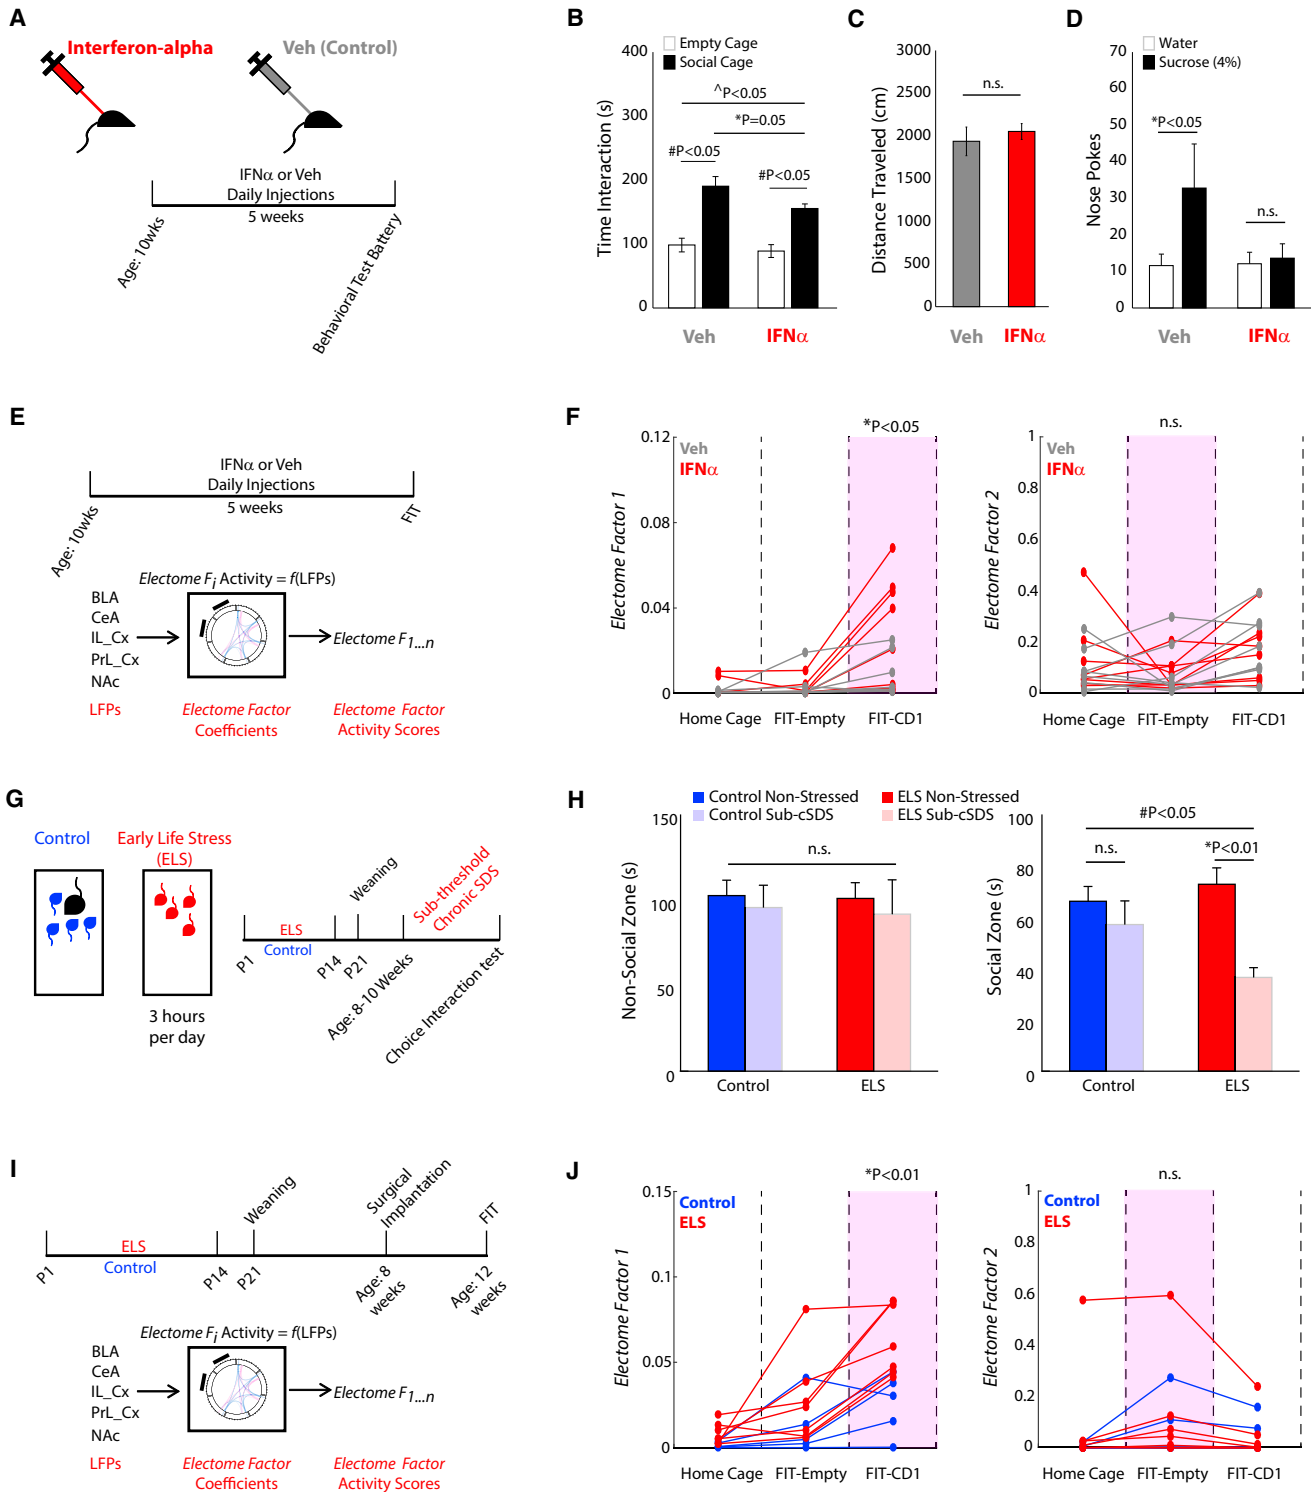 A
Interferon-alpha
Veh (Control)
IFNα or Veh
Daily Injections
5 weeks
Age: 10wks
Behavioral Test Battery
B
Empty Cage
Social Cage
Time Interaction (s)
400
300
200
100
0
^P<0.05
*P=0.05
#P<0.05
#P<0.05
Veh
IFNα
C
Distance Traveled (cm)
3000
2500
2000
1500
1000
500
0
n.s.
Veh
IFNα
D
Water
Sucrose (4%)
Nose Pokes
70
60
50
40
30
20
10
0
*P<0.05
n.s.
Veh
IFNα
E
IFNα or Veh
Daily Injections
5 weeks
Age: 10wks
FIT
Electome Fi Activity = f(LFPs)
BLA
CeA
IL_Cx
PrL_Cx
NAc
Electome F1...n
LFPs
Electome Factor
Coefficients
Electome Factor
Activity Scores
F
*P<0.05
Veh
IFNα
Electome Factor 1
0.12
0.08
0.04
0
Home Cage
FIT-Empty
FIT-CD1
n.s.
Veh
IFNα
Electome Factor 2
1
0.8
0.6
0.4
0.2
0
Home Cage
FIT-Empty
FIT-CD1
G
Control
Early Life Stress
(ELS)
3 hours
per day
ELS
Control
P1
P14
P21
Weaning
Age: 8-10 Weeks
Sub-threshold
Chronic SDS
Choice Interaction test
H
Control Non-Stressed
Control Sub-cSDS
ELS Non-Stressed
ELS Sub-cSDS
Non-Social Zone (s)
150
100
50
0
n.s.
Control
ELS
Social Zone (s)
100
80
60
40
20
0
#P<0.05
n.s.
*P<0.01
Control
ELS
I
ELS
Control
P1
P14
P21
Weaning
Surgical
Implantation
Age: 8
weeks
FIT
Age: 12
weeks
Electome Fi Activity = f(LFPs)
BLA
CeA
IL_Cx
PrL_Cx
NAc
Electome F1...n
LFPs
Electome Factor
Coefficients
Electome Factor
Activity Scores
J
*P<0.01
Control
ELS
Electome Factor 1
0.15
0.1
0.05
0
Home Cage
FIT-Empty
FIT-CD1
n.s.
Control
ELS
Electome Factor 2
1
0.8
0.6
0.4
0.2
0
Home Cage
FIT-Empty
FIT-CD1